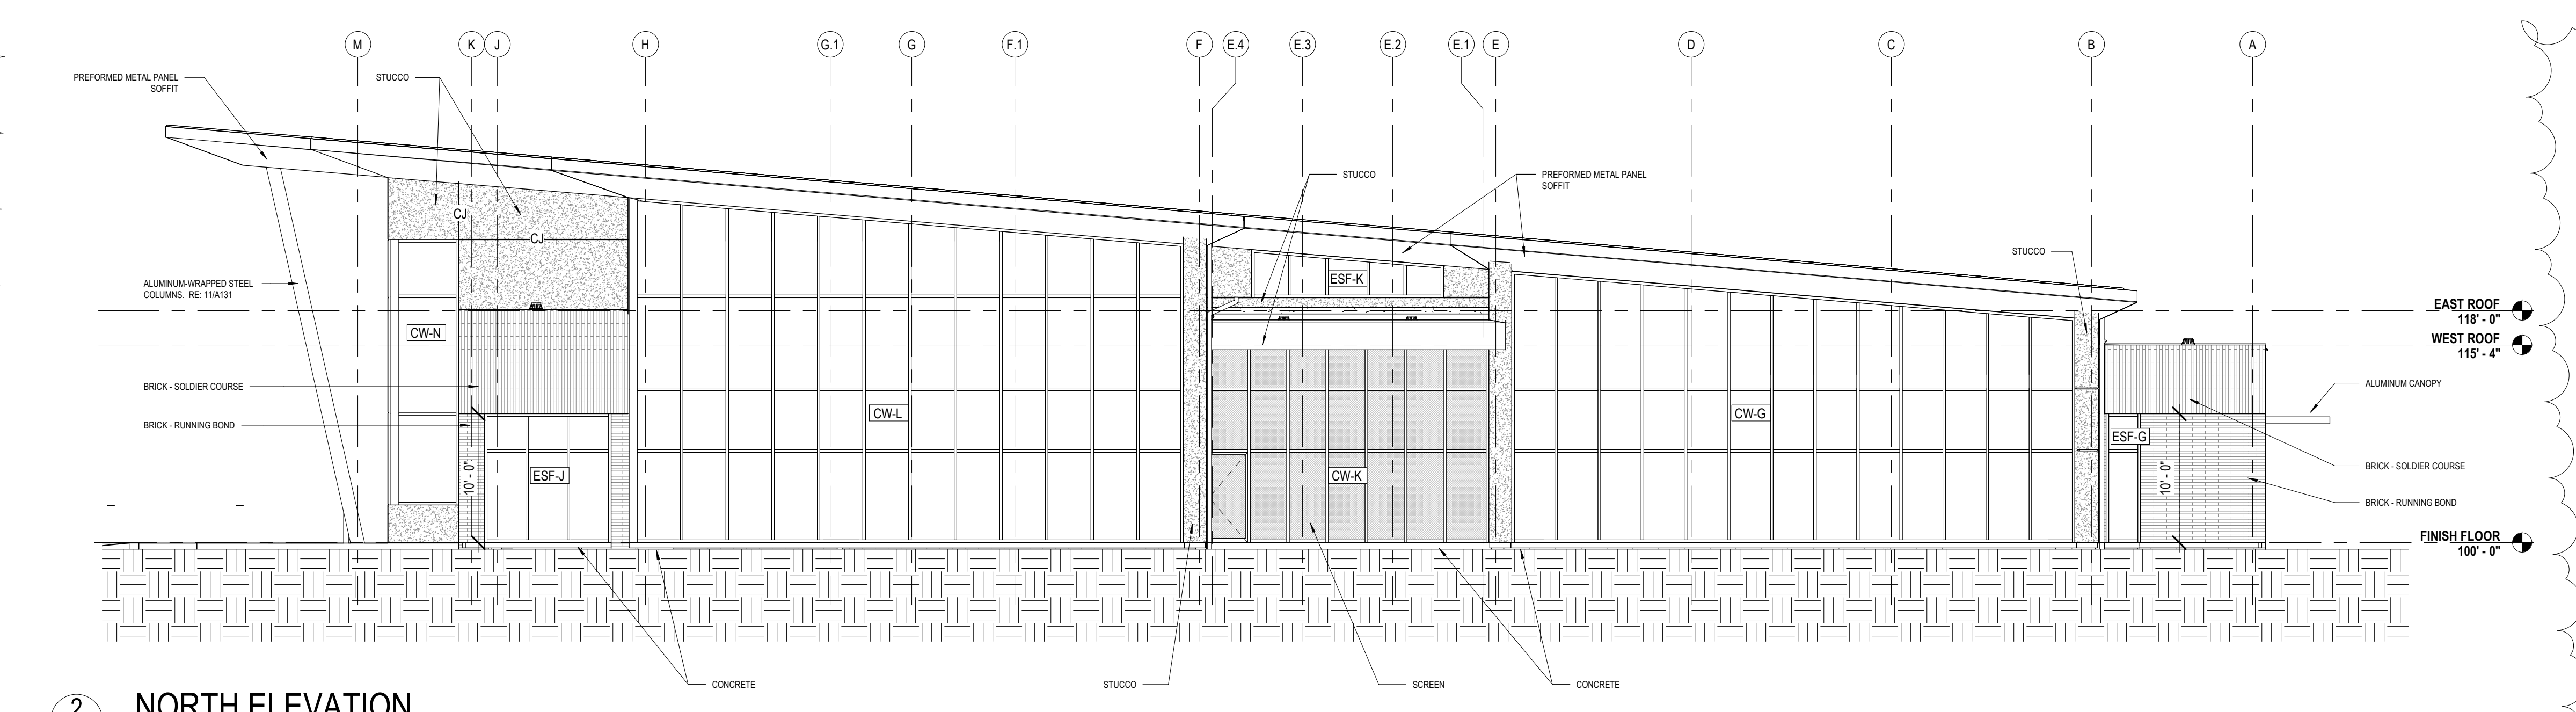 M
K
J
H
G.1
G
F.1
F
E.4
E.3
E.2
E.1
E
D
C
B
A
PREFORMED METAL PANEL
SOFFIT
STUCCO
STUCCO
PREFORMED METAL PANEL
SOFFIT
CJ
CJ
STUCCO
ALUMINUM-WRAPPED STEEL
COLUMNS. RE: 11/A131
ESF-K
EAST ROOF
118' - 0"
CW-N
WEST ROOF
115' - 4"
BRICK - SOLDIER COURSE
ALUMINUM CANOPY
CW-L
CW-G
BRICK - RUNNING BOND
ESF-G
10' - 0"
ESF-J
CW-K
10' - 0"
BRICK - SOLDIER COURSE
BRICK - RUNNING BOND
FINISH FLOOR
100' - 0"
CONCRETE
STUCCO
SCREEN
CONCRETE
2
NORTH ELEVATION